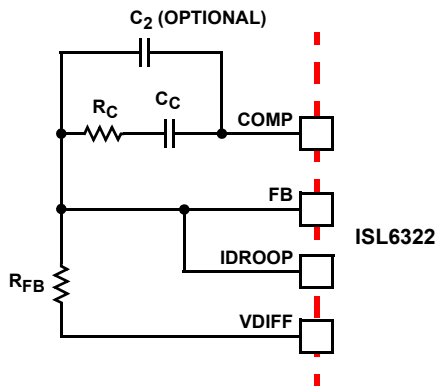 C2 (OPTIONAL)
RC
CC
COMP
FB
ISL6322
IDROOP
RFB
VDIFF